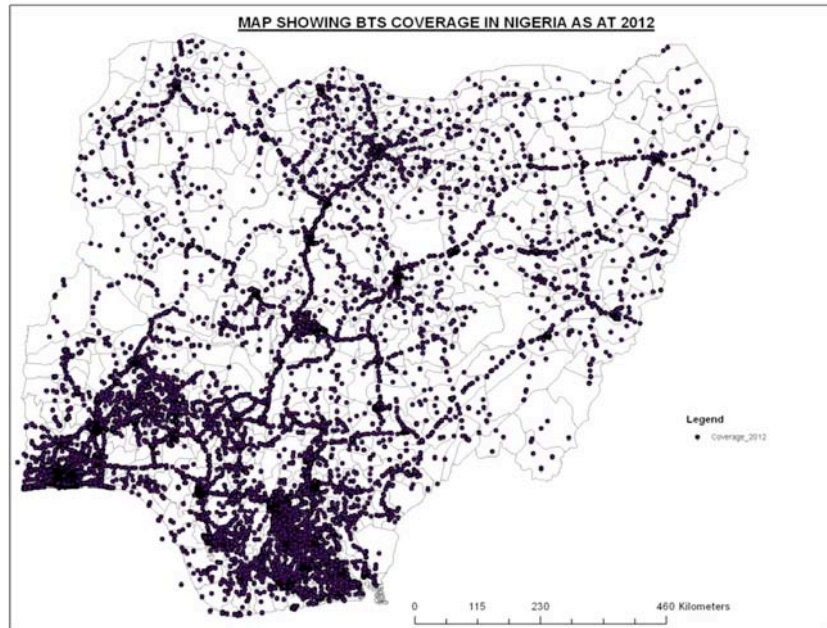 MAP SHOWING BTS COVERAGE IN NIGERIA AS AT 2012
Legend
Coverage_2012
0 115 230 460 Kilometers